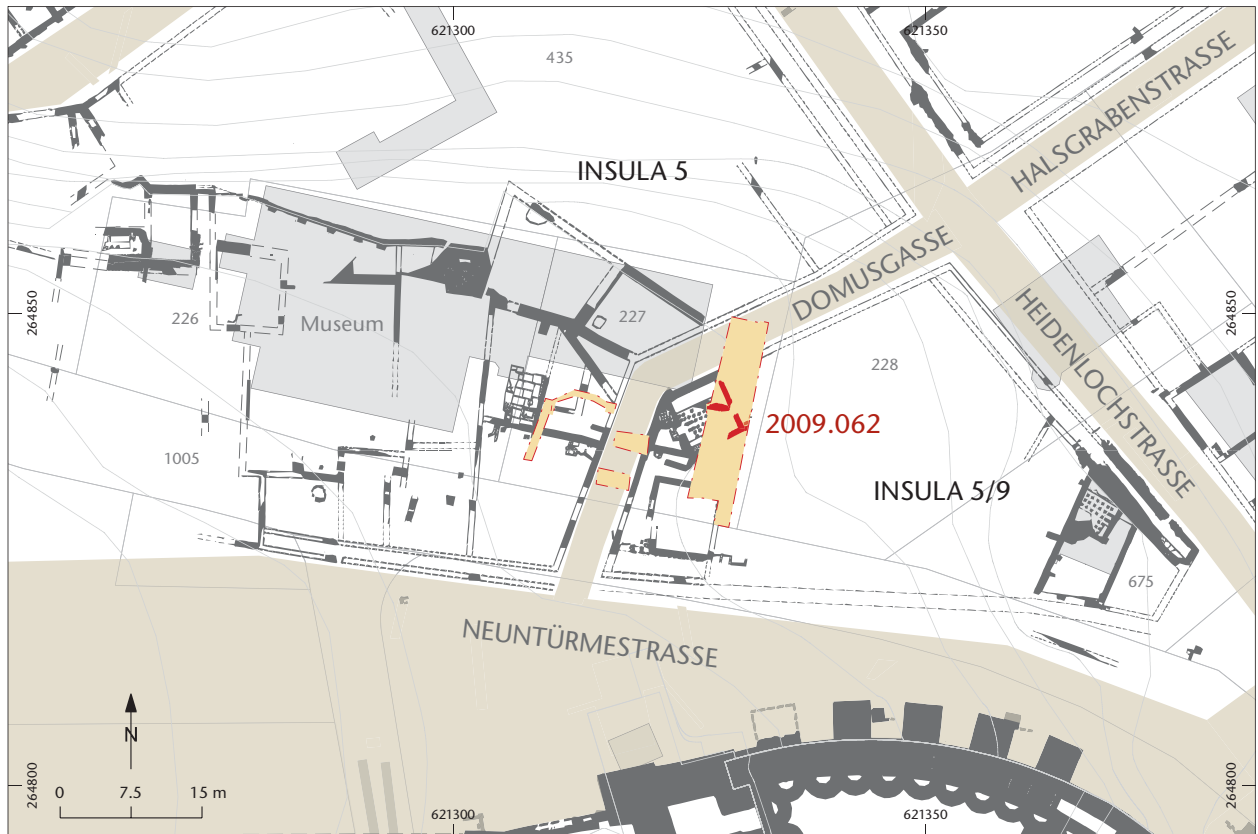 621300
621350
435
HALSGRABENSTRASSE
INSULA 5
DOMUSGASSE
264850
226
Museum
227
264850
HEIDENLOCHSTRASSE
228
2009.062
1005
INSULA 5/9
675
NEUNTÜRMESTRASSE
N
264800
0 7.5 15 m
264800
621300
621350